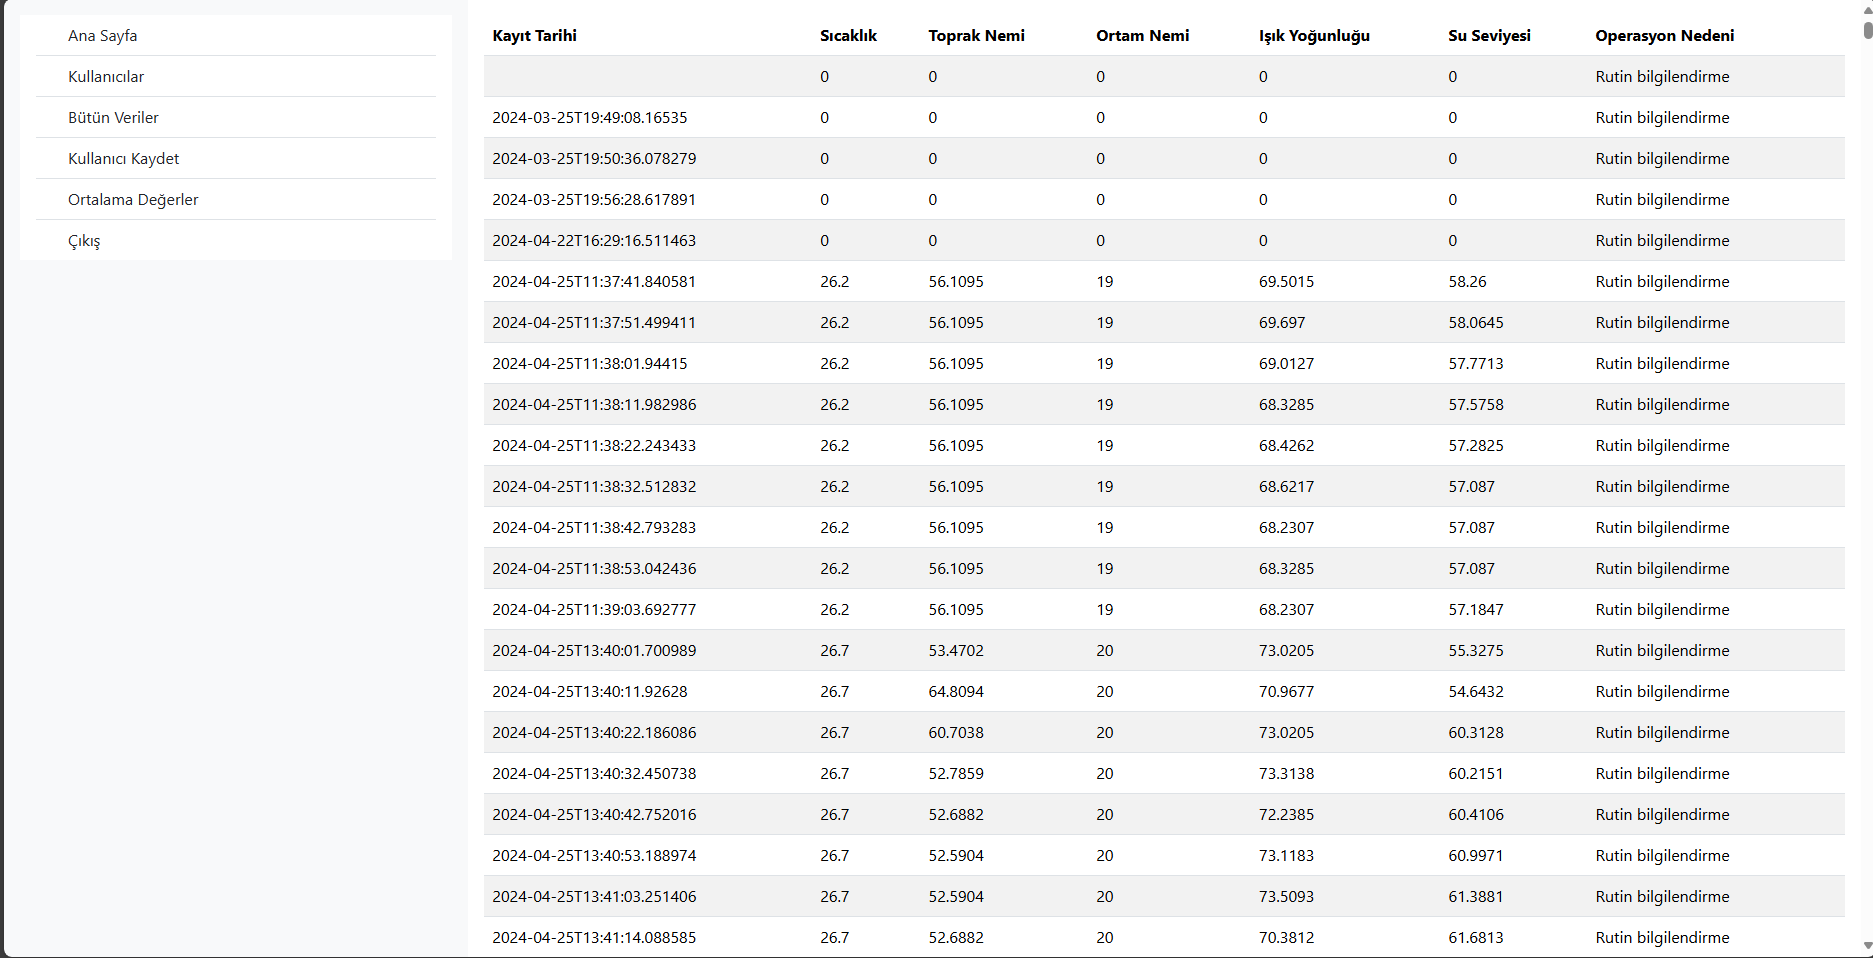 Ana Sayfa
Kullanıcılar
Bütün Veriler
Kullanıcı Kaydet
Ortalama Değerler
Çıkış
Kayıt Tarihi Sıcaklık Toprak Nemi Ortam Nemi Işık Yoğunluğu Su Seviyesi Operasyon Nedeni
0 0 0 0 0 Rutin bilgilendirme
2024-03-25T19:49:08.16535 0 0 0 0 0 Rutin bilgilendirme
2024-03-25T19:50:36.078279 0 0 0 0 0 Rutin bilgilendirme
2024-03-25T19:56:28.617891 0 0 0 0 0 Rutin bilgilendirme
2024-04-22T16:29:16.511463 0 0 0 0 0 Rutin bilgilendirme
2024-04-25T11:37:41.840581 26.2 56.1095 19 69.5015 58.26 Rutin bilgilendirme
2024-04-25T11:37:51.499411 26.2 56.1095 19 69.697 58.0645 Rutin bilgilendirme
2024-04-25T11:38:01.94415 26.2 56.1095 19 69.0127 57.7713 Rutin bilgilendirme
2024-04-25T11:38:11.982986 26.2 56.1095 19 68.3285 57.5758 Rutin bilgilendirme
2024-04-25T11:38:22.243433 26.2 56.1095 19 68.4262 57.2825 Rutin bilgilendirme
2024-04-25T11:38:32.512832 26.2 56.1095 19 68.6217 57.087 Rutin bilgilendirme
2024-04-25T11:38:42.793283 26.2 56.1095 19 68.2307 57.087 Rutin bilgilendirme
2024-04-25T11:38:53.042436 26.2 56.1095 19 68.3285 57.087 Rutin bilgilendirme
2024-04-25T11:39:03.692777 26.2 56.1095 19 68.2307 57.1847 Rutin bilgilendirme
2024-04-25T13:40:01.700989 26.7 53.4702 20 73.0205 55.3275 Rutin bilgilendirme
2024-04-25T13:40:11.92628 26.7 64.8094 20 70.9677 54.6432 Rutin bilgilendirme
2024-04-25T13:40:22.186086 26.7 60.7038 20 73.0205 60.3128 Rutin bilgilendirme
2024-04-25T13:40:32.450738 26.7 52.7859 20 73.3138 60.2151 Rutin bilgilendirme
2024-04-25T13:40:42.752016 26.7 52.6882 20 72.2385 60.4106 Rutin bilgilendirme
2024-04-25T13:40:53.188974 26.7 52.5904 20 73.1183 60.9971 Rutin bilgilendirme
2024-04-25T13:41:03.251406 26.7 52.5904 20 73.5093 61.3881 Rutin bilgilendirme
2024-04-25T13:41:14.088585 26.7 52.6882 20 70.3812 61.6813 Rutin bilgilendirme